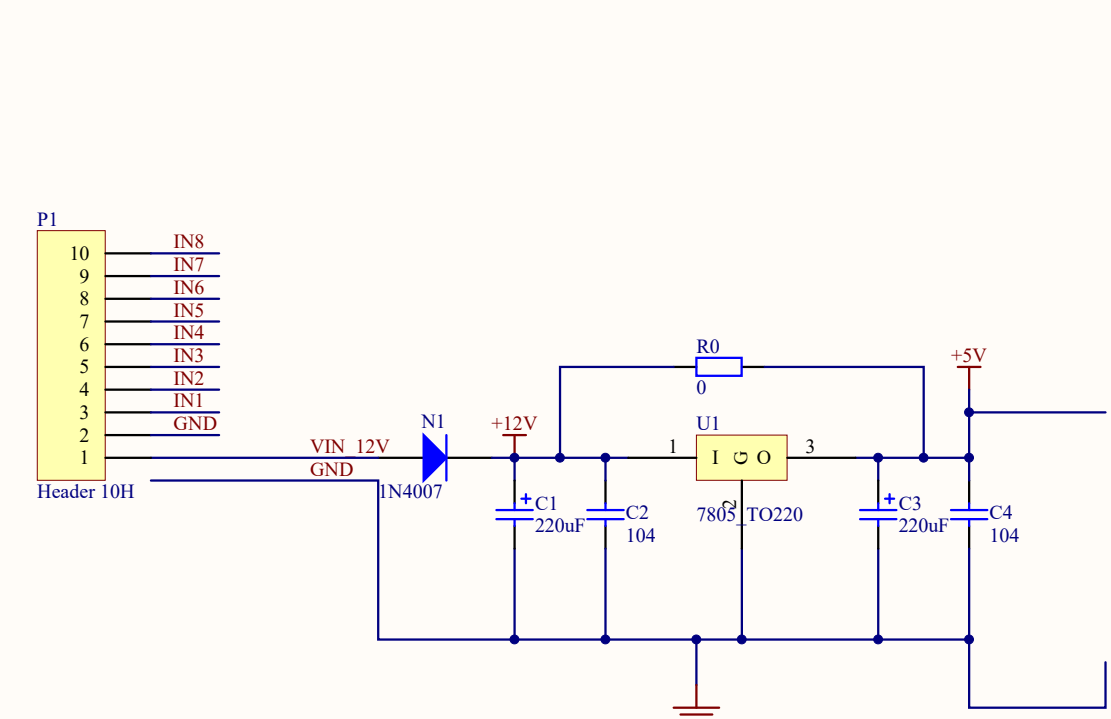 P1
10 IN8
9 IN7
8 IN6
7 IN5
6 IN4
5 IN3
4 IN2
3 IN1
2 GND
1 VIN_12V
GND
Header 10H
N1
1N4007
+12V
C1
220uF
C2
104
R0
0
U1
1 I G O 3
2
7805_TO220
C3
220uF
+5V
C4
104
+
+